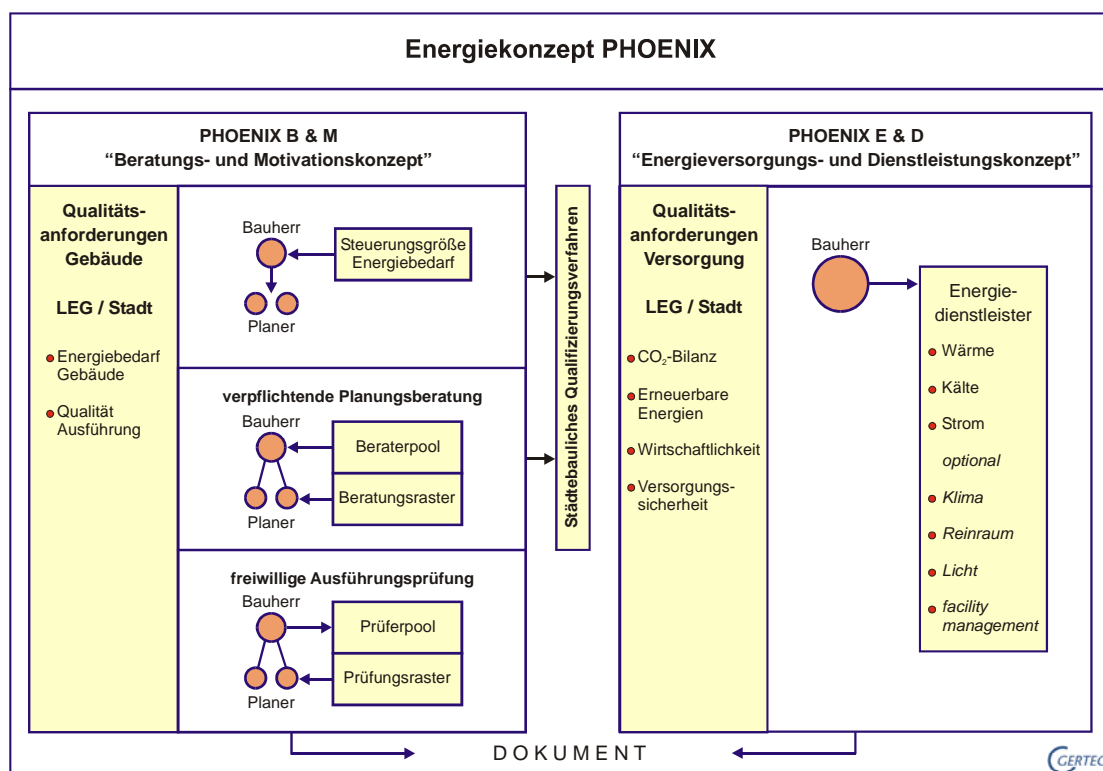 Energiekonzept PHOENIX
PHOENIX B & M
“Beratungs- und Motivationskonzept”
Qualitäts-
anforderungen
Gebäude
LEG / Stadt
Energiebedarf
Gebäude
Qualität
Ausführung
Bauherr
Steuerungsgröße
Energiebedarf
Planer
verpflichtende Planungsberatung
Bauherr
Beraterpool
Beratungsraster
Planer
freiwillige Ausführungsprüfung
Bauherr
Prüferpool
Prüfungsraster
Planer
Städtebauliches Qualifizierungsverfahren
PHOENIX E & D
“Energieversorgungs- und Dienstleistungskonzept”
Qualitäts-
anforderungen
Versorgung
LEG / Stadt
CO₂-Bilanz
Erneuerbare
Energien
Wirtschaftlichkeit
Versorgungs-
sicherheit
Bauherr
Energie-
dienstleister
Wärme
Kälte
Strom
optional
Klima
Reinraum
Licht
facility
management
DOKUMENT
GERTEC